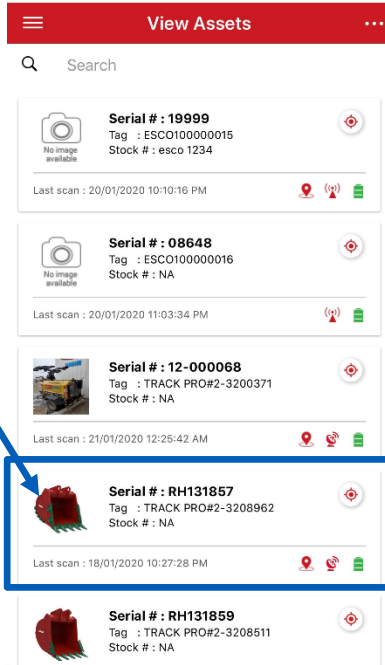 View Assets
Search
Serial # : 19999
Tag : ESCO100000015
Stock # : esco 1234
No image
available
Last scan : 20/01/2020 10:10:16 PM
Serial # : 08648
Tag : ESCO100000016
Stock # : NA
No image
available
Last scan : 20/01/2020 11:03:34 PM
Serial # : 12-000068
Tag : TRACK PRO#2-3200371
Stock # : NA
Last scan : 21/01/2020 12:25:42 AM
Serial # : RH131857
Tag : TRACK PRO#2-3208962
Stock # : NA
Last scan : 18/01/2020 10:27:28 PM
Serial # : RH131859
Tag : TRACK PRO#2-3208511
Stock # : NA